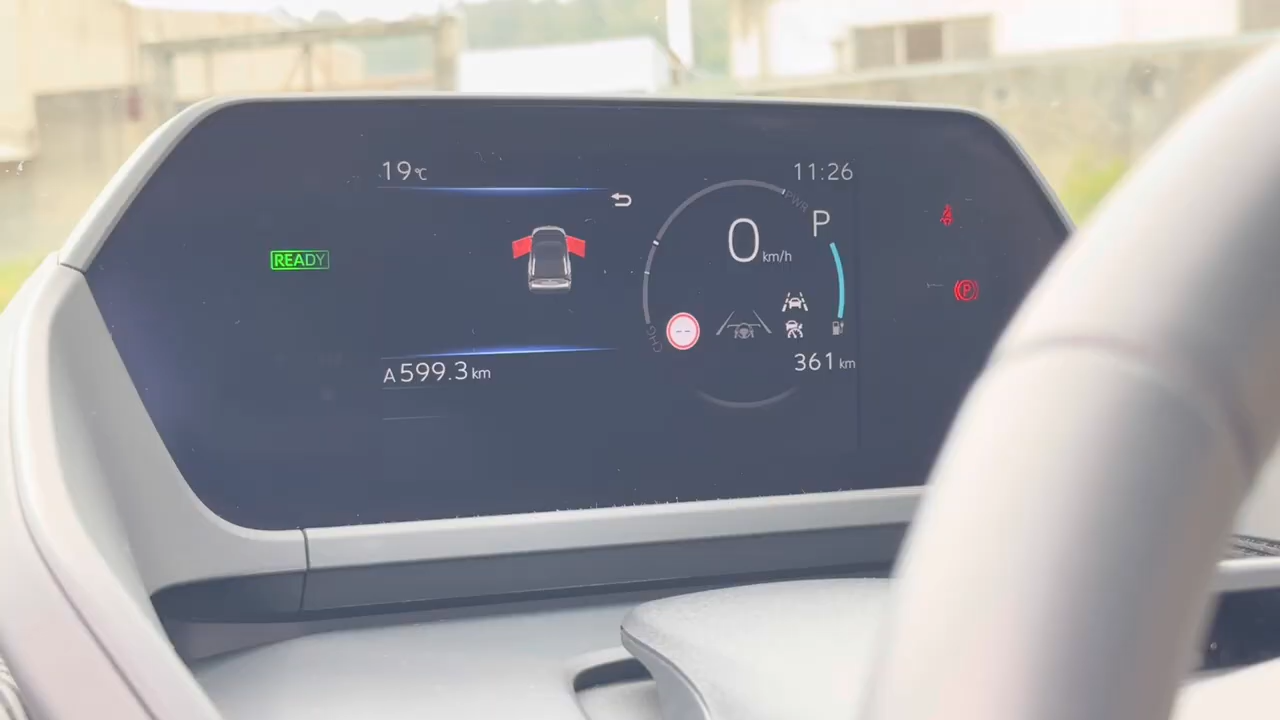 19℃
11:26
PWR
P
READY
0 km/h
CHG
--
(P)
A 599.3 km
361 km